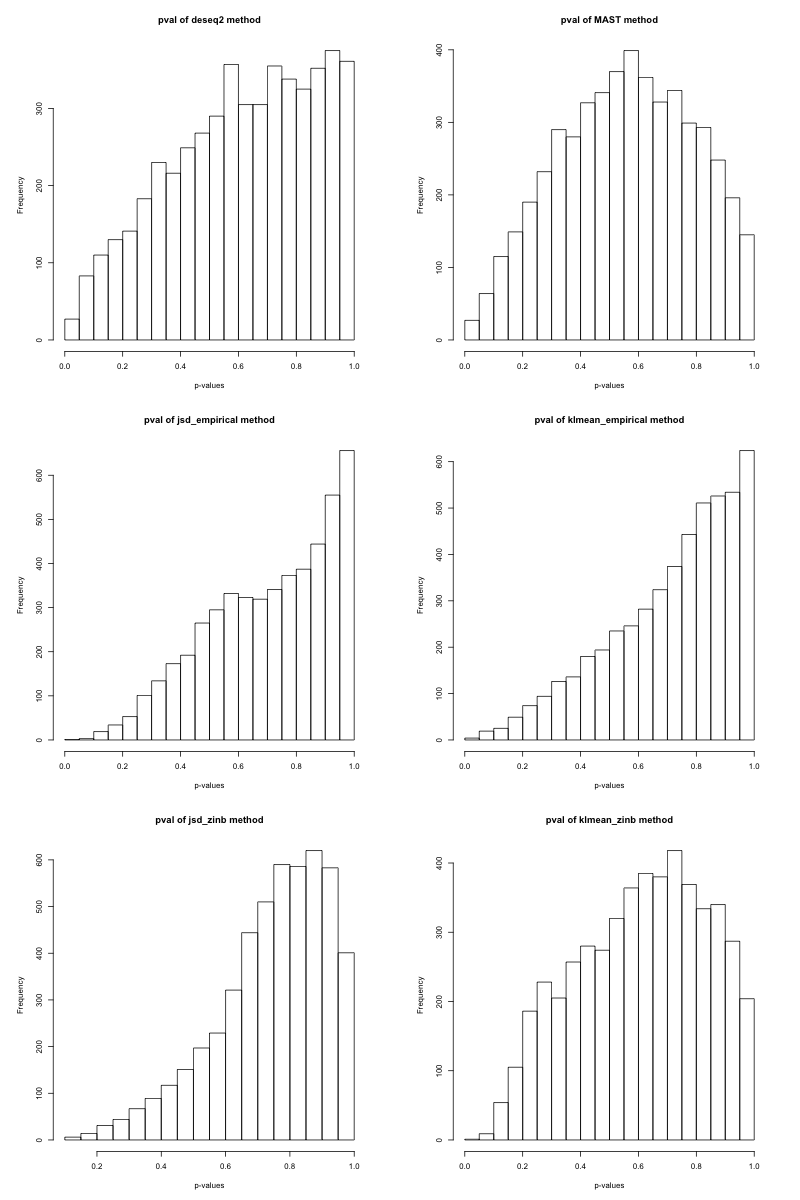 pval of deseq2 method
Frequency
0 100 200 300
0.0 0.2 0.4 0.6 0.8 1.0
p-values
pval of MAST method
Frequency
0 100 200 300 400
0.0 0.2 0.4 0.6 0.8 1.0
p-values
pval of jsd_empirical method
Frequency
0 100 200 300 400 500 600
0.0 0.2 0.4 0.6 0.8 1.0
p-values
pval of klmean_empirical method
Frequency
0 100 200 300 400 500 600
0.0 0.2 0.4 0.6 0.8 1.0
p-values
pval of jsd_zinb method
Frequency
0 100 200 300 400 500 600
0.2 0.4 0.6 0.8 1.0
p-values
pval of klmean_zinb method
Frequency
0 100 200 300 400
0.0 0.2 0.4 0.6 0.8 1.0
p-values